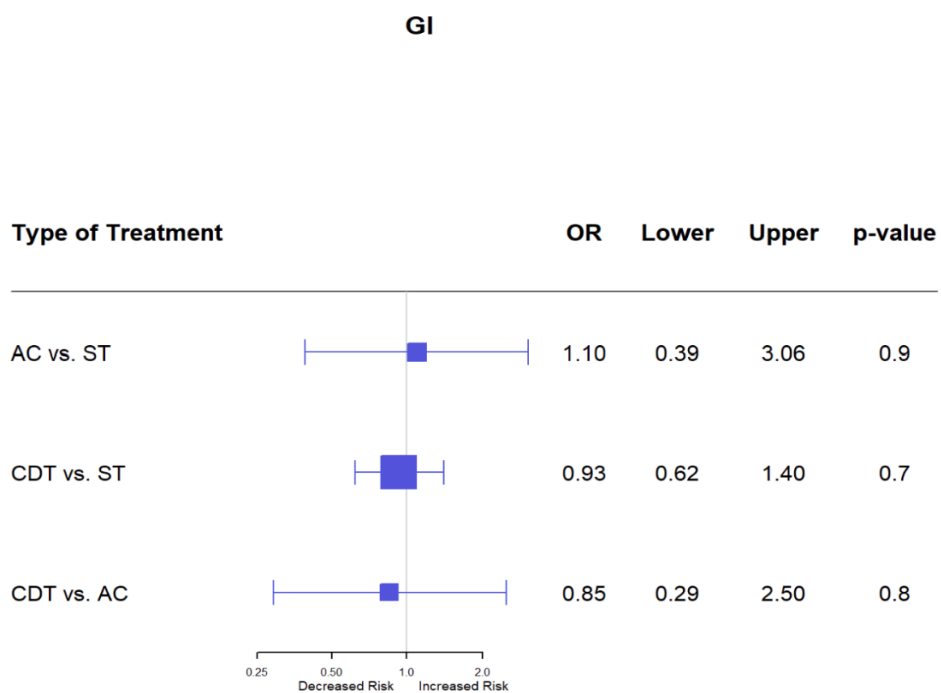 GI
Type of Treatment OR Lower Upper p-value
AC vs. ST 1.10 0.39 3.06 0.9
CDT vs. ST 0.93 0.62 1.40 0.7
CDT vs. AC 0.85 0.29 2.50 0.8
0.25 0.50 1.0 2.0
Decreased Risk Increased Risk